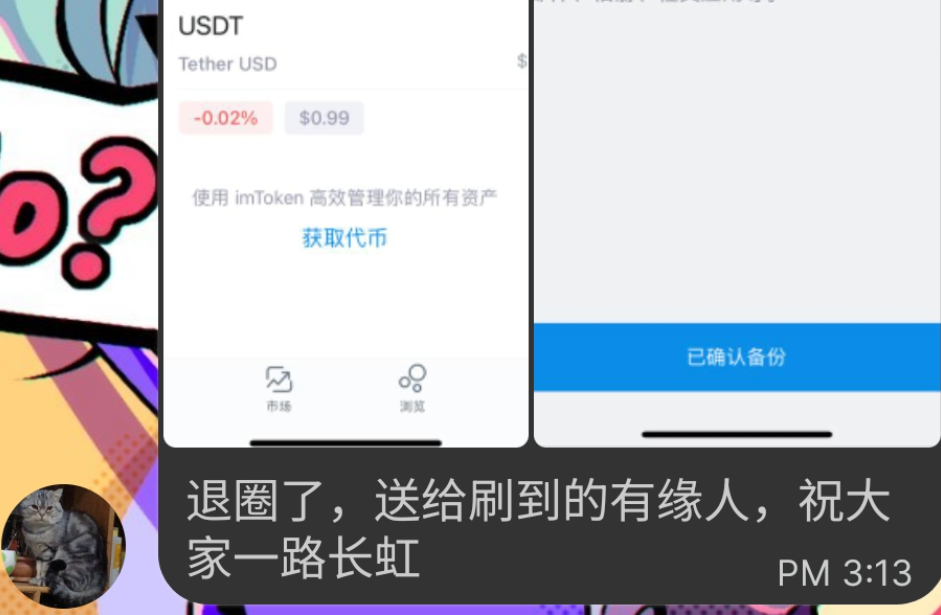 USDT
Tether USD
$
-0.02%
$0.99
使用 imToken 高效管理你的所有资产
获取代币
市场
浏览
已确认备份
o?
退圈了，送给刷到的有缘人，祝大
家一路长虹
PM 3:13